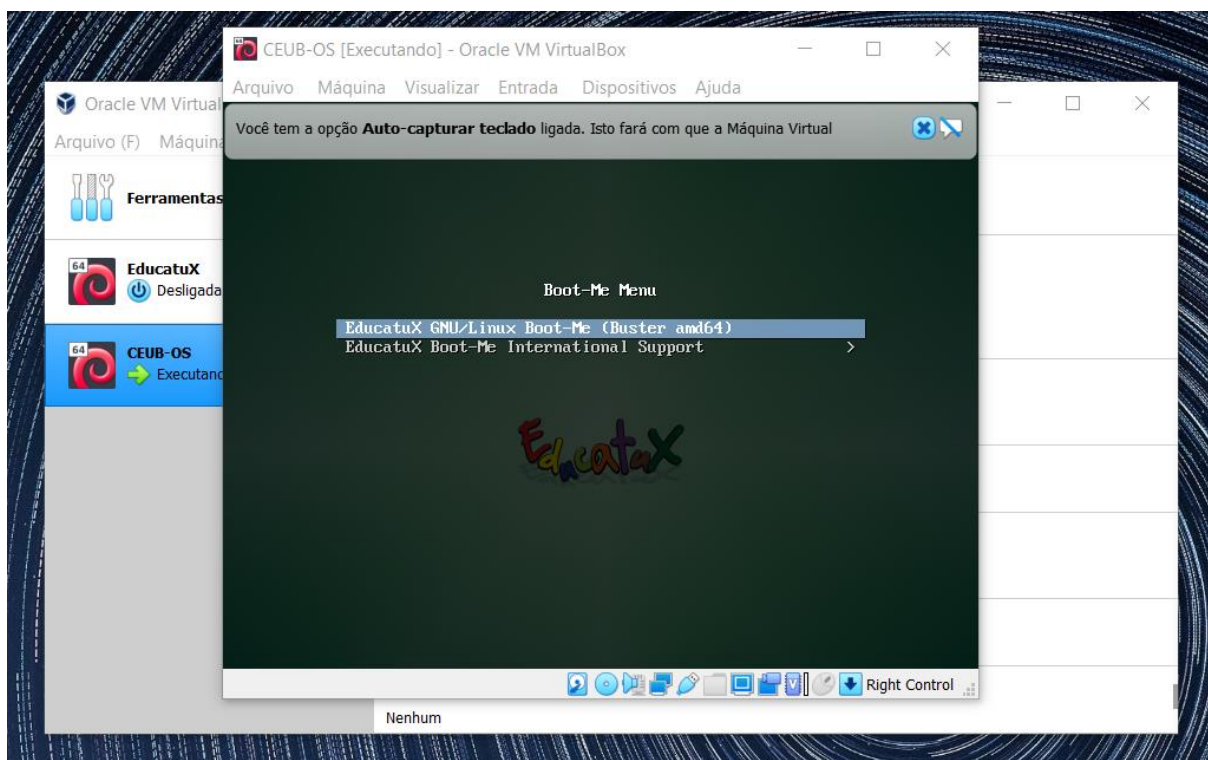 CEUB-OS [Executando] - Oracle VM VirtualBox
Arquivo Máquina Visualizar Entrada Dispositivos Ajuda
Oracle VM Virtual
Arquivo (F) Máquina
Você tem a opção Auto-capturar teclado ligada. Isto fará com que a Máquina Virtual
Ferramentas
64
EducatuX
Desligada
64
CEUB-OS
Executand
Boot-Me Menu
EducatuX GNU/Linux Boot-Me (Buster amd64)
EducatuX Boot-Me International Support >
EducatuX
Right Control
Nenhum